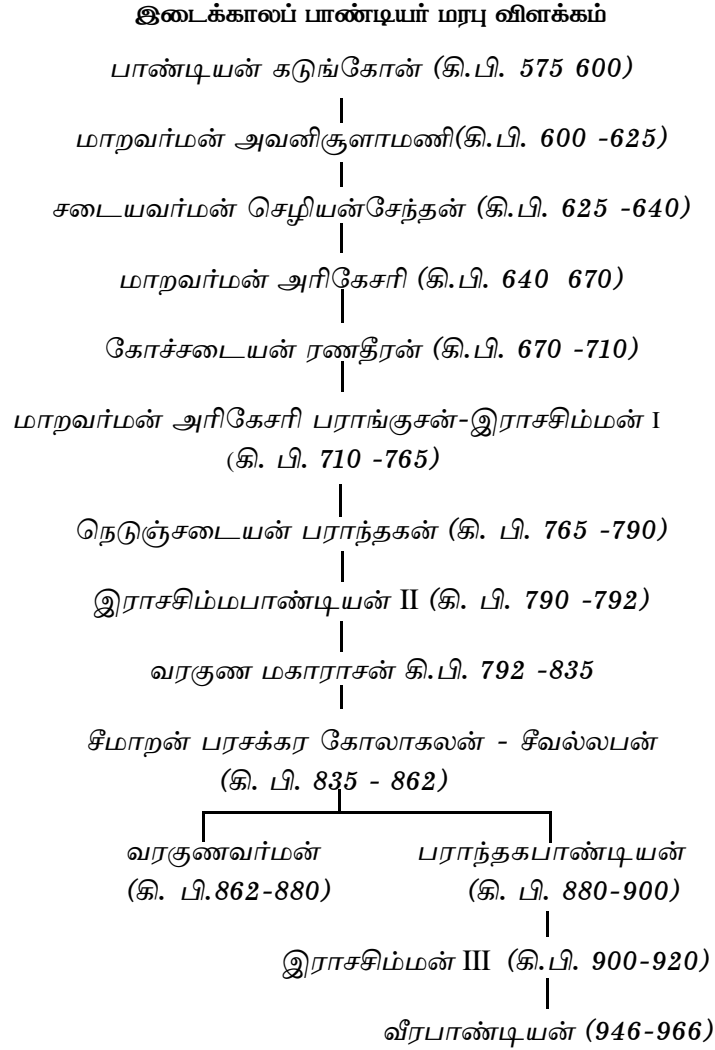 இடைக்காலப் பாண்டியர் மரபு விளக்கம்
பாண்டியன் கடுங்கோன் (கி.பி. 575 600)
மாறவர்மன் அவனிசூளாமணி(கி.பி. 600 -625)
சடையவர்மன் செழியன்சேந்தன் (கி.பி. 625 -640)
மாறவர்மன் அரிகேசரி (கி.பி. 640 670)
கோச்சடையன் ரணதீரன் (கி.பி. 670 -710)
மாறவர்மன் அரிகேசரி பராங்குசன்-இராசசிம்மன் I
(கி. பி. 710 -765)
நெடுஞ்சடையன் பராந்தகன் (கி. பி. 765 -790)
இராசசிம்மபாண்டியன் II (கி. பி. 790 -792)
வரகுண மகாராசன் கி.பி. 792 -835
சீமாறன் பரசக்கர கோலாகலன் - சீவல்லபன்
(கி. பி. 835 - 862)
வரகுணவர்மன் பராந்தகபாண்டியன்
(கி. பி.862-880) (கி. பி. 880-900)
இராசசிம்மன் III (கி.பி. 900-920)
வீரபாண்டியன் (946-966)